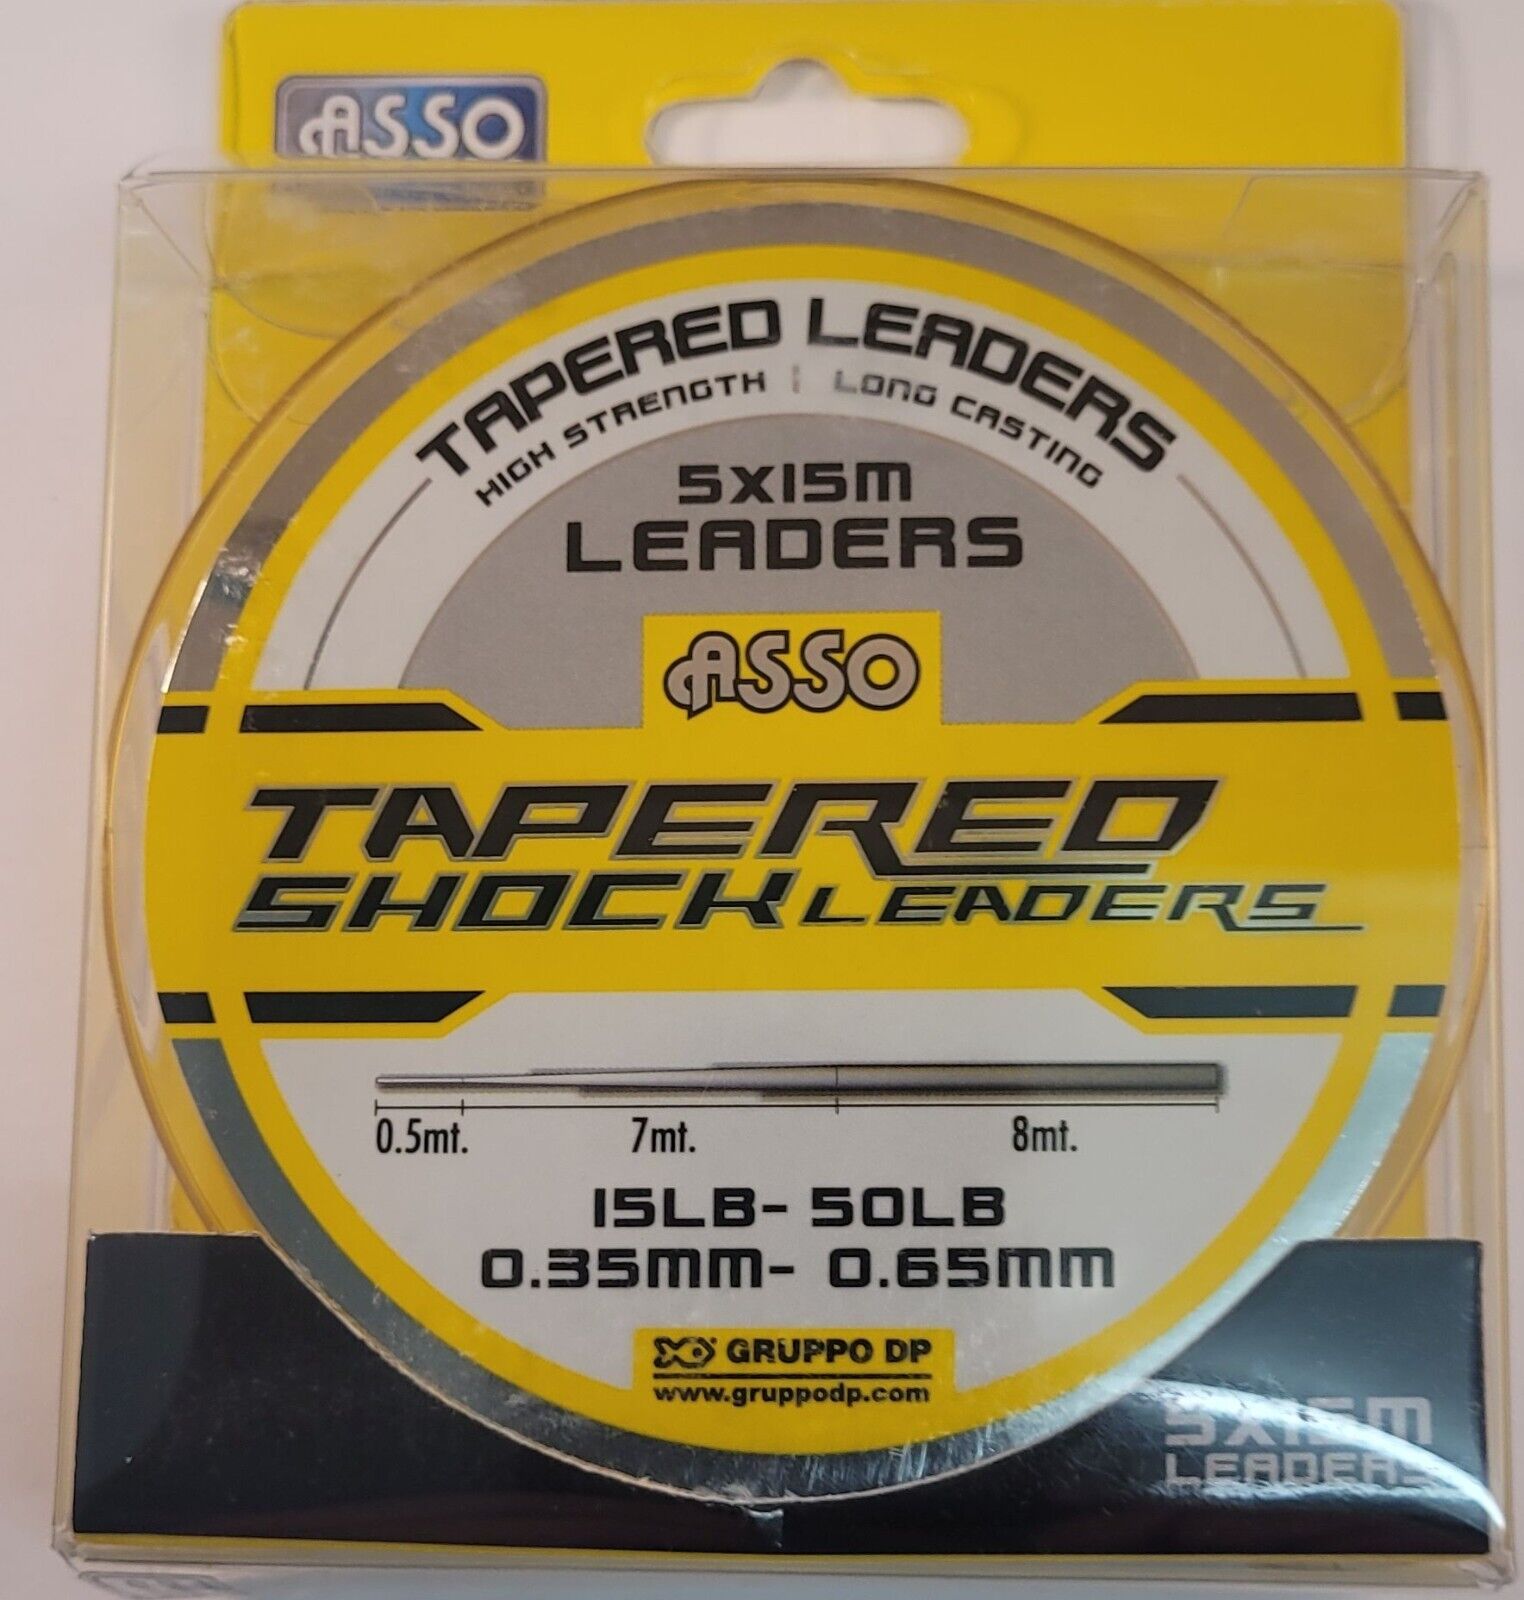 ASSO
TAPERED LEADERS
HIGH STRENGTH | LONG CASTING
5X15M
LEADERS
ASSO
TAPERED
SHOCK LEADERS
0.5mt. 7mt. 8mt.
15LB- 50LB
0.35MM- 0.65MM
GRUPPO DP
www.gruppodp.com
5X15M
LEADERS